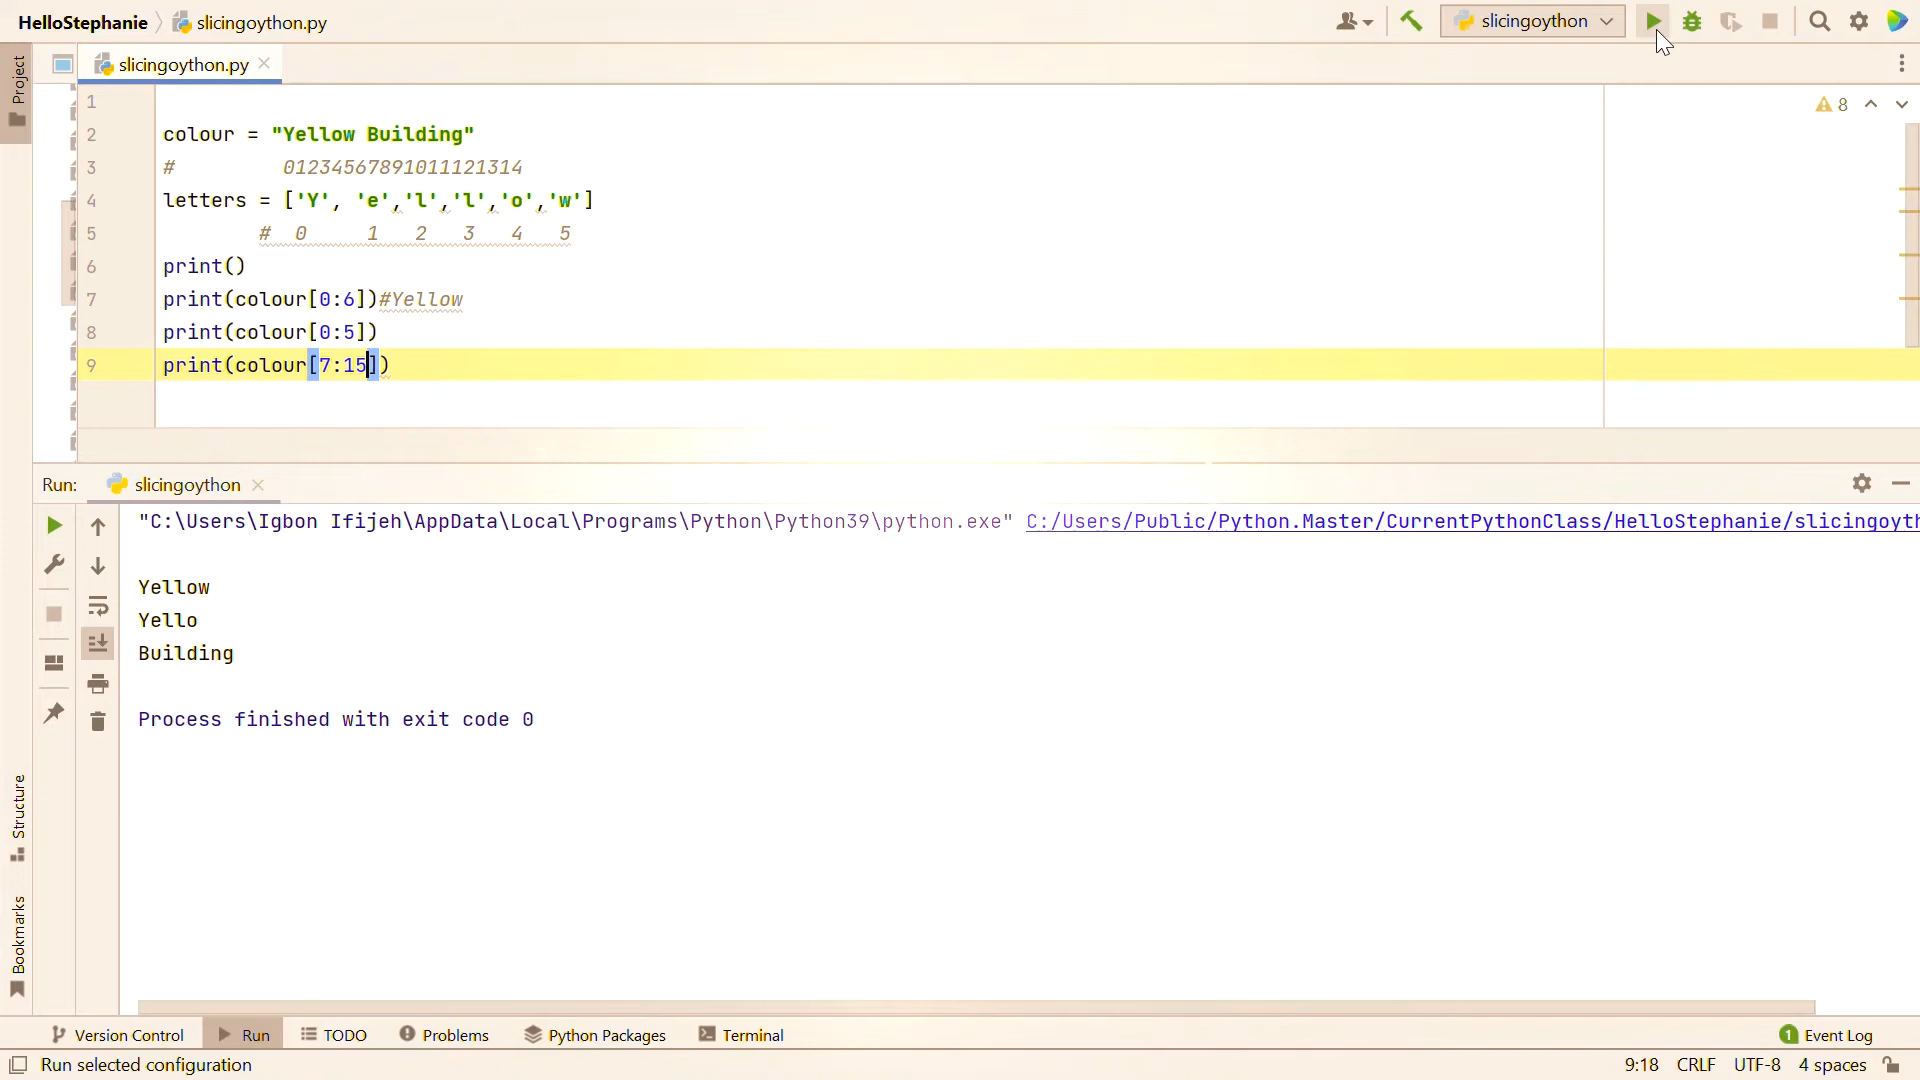 HelloStephanie slicingoython.py
slicingoython
Project
slicingoython.py
1
8
2 colour = "Yellow Building"
3 # 01234567891011121314
4 letters = ['Y', 'e','l','l','o','w']
5 # 0 1 2 3 4 5
6 print()
7 print(colour[0:6])#Yellow
8 print(colour[0:5])
9 print(colour[7:15])
Run: slicingoython
"C:\Users\Igbon Ifijeh\AppData\Local\Programs\Python\Python39\python.exe" C:/Users/Public/Python.Master/CurrentPythonClass/HelloStephanie/slicingoyth
Yellow
Yello
Building
Process finished with exit code 0
Structure
Bookmarks
Version Control Run TODO Problems Python Packages Terminal 1 Event Log
Run selected configuration 9:18 CRLF UTF-8 4 spaces